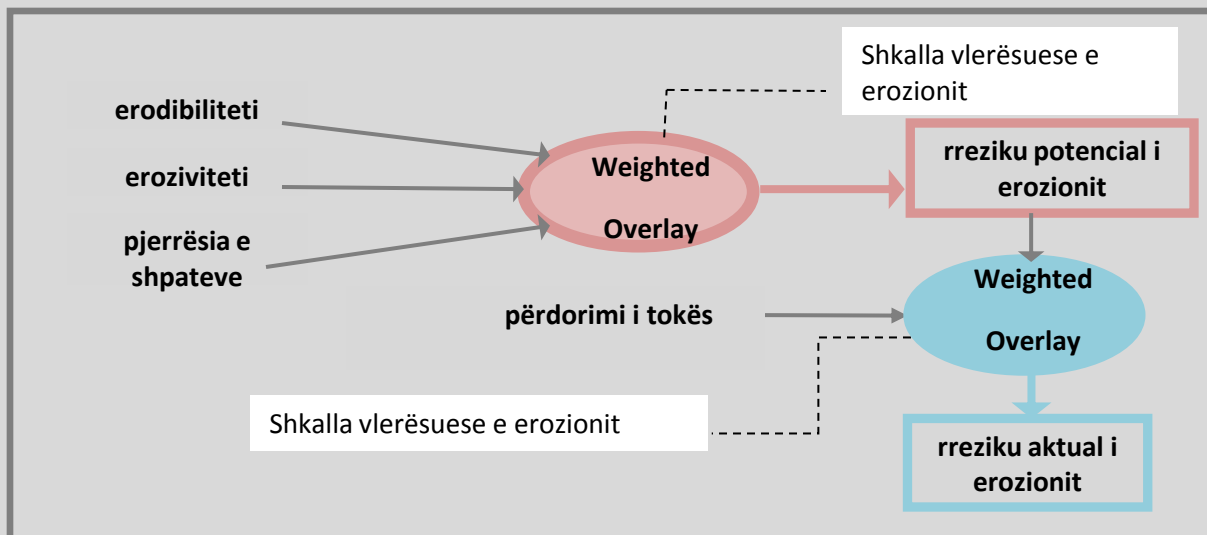 Shkalla vlerësuese e
erozionit
erodibiliteti
eroziviteti
pjerrësia e
shpateve
Weighted
Overlay
rreziku potencial i
erozionit
përdorimi i tokës
Weighted
Overlay
Shkalla vlerësuese e erozionit
rreziku aktual i
erozionit